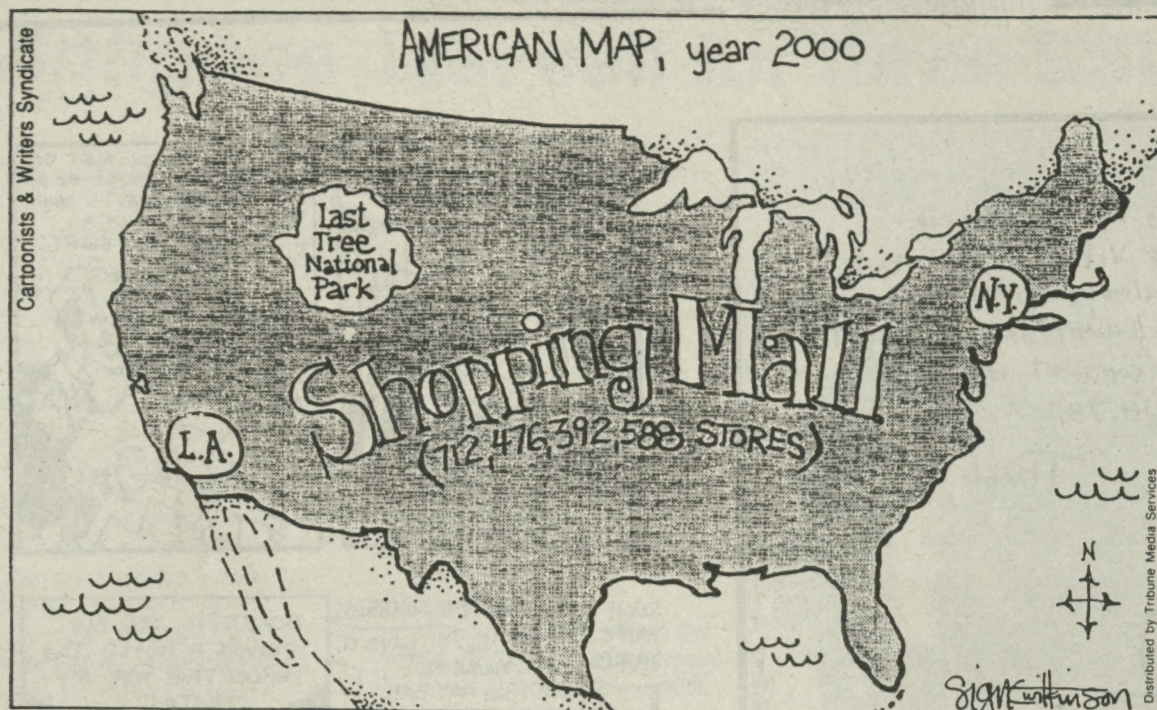 AMERICAN MAP, year 2000
Cartoonists & Writers Syndicate
Last
Tree
National
Park
N.Y.
Shopping Mall
(712,476,392,588 STORES)
L.A.
N
Distributed by Tribune Media Services